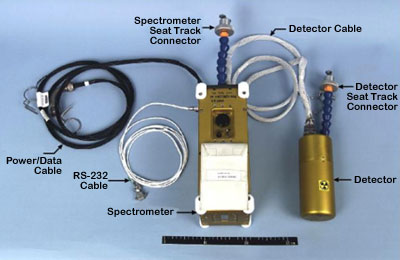 Spectrometer
Seat Track
Connector
Detector Cable
Detector
Seat Track
Connector
Power/Data
Cable
RS-232
Cable
Detector
Spectrometer